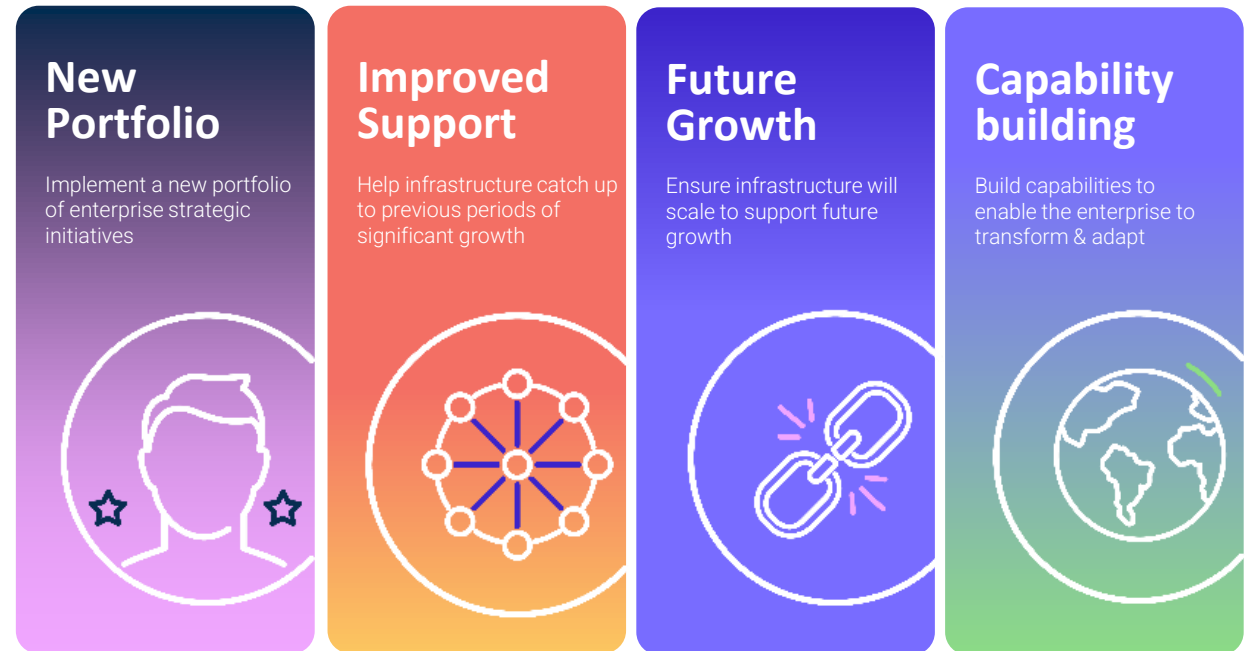 New
Portfolio
Implement a new portfolio
of enterprise strategic
initiatives
Improved
Support
Help infrastructure catch up
to previous periods of
significant growth
Future
Growth
Ensure infrastructure will
scale to support future
growth
Capability
building
Build capabilities to
enable the enterprise to
transform & adapt